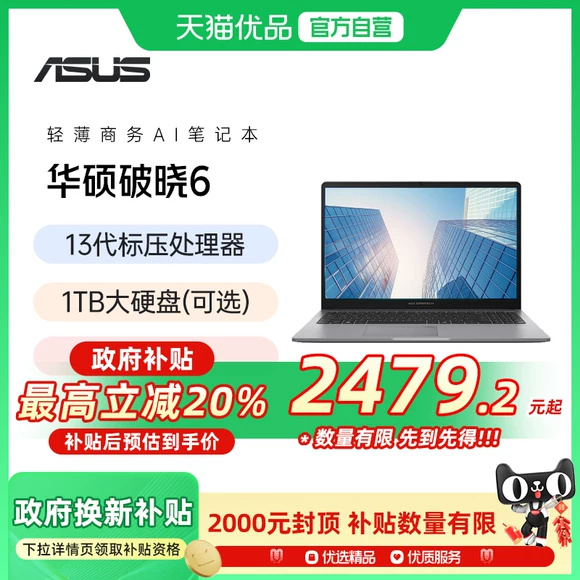 天猫优品 官方自营
ASUS
轻薄商务AI笔记本
华硕破晓6
13代标压处理器
1TB大硬盘(可选)
政府补贴
最高立减20%
2479.2元起
补贴后预估到手价
*数量有限 先到先得!!!
政府换新补贴
2000元封顶 补贴数量有限
下拉详情页领取补贴资格
优选精品 优质服务